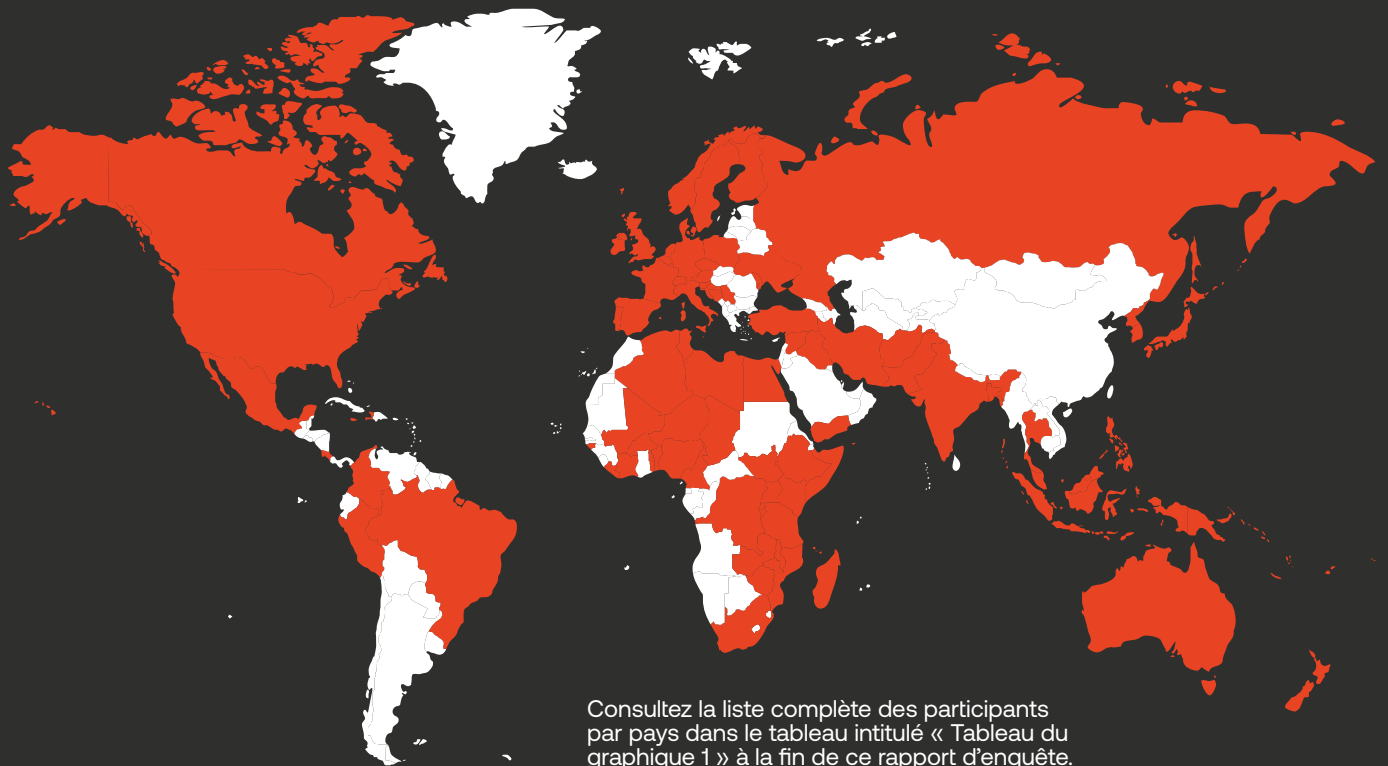 Consultez la liste complète des participants
par pays dans le tableau intitulé « Tableau du
graphique 1 » à la fin de ce rapport d’enquête.